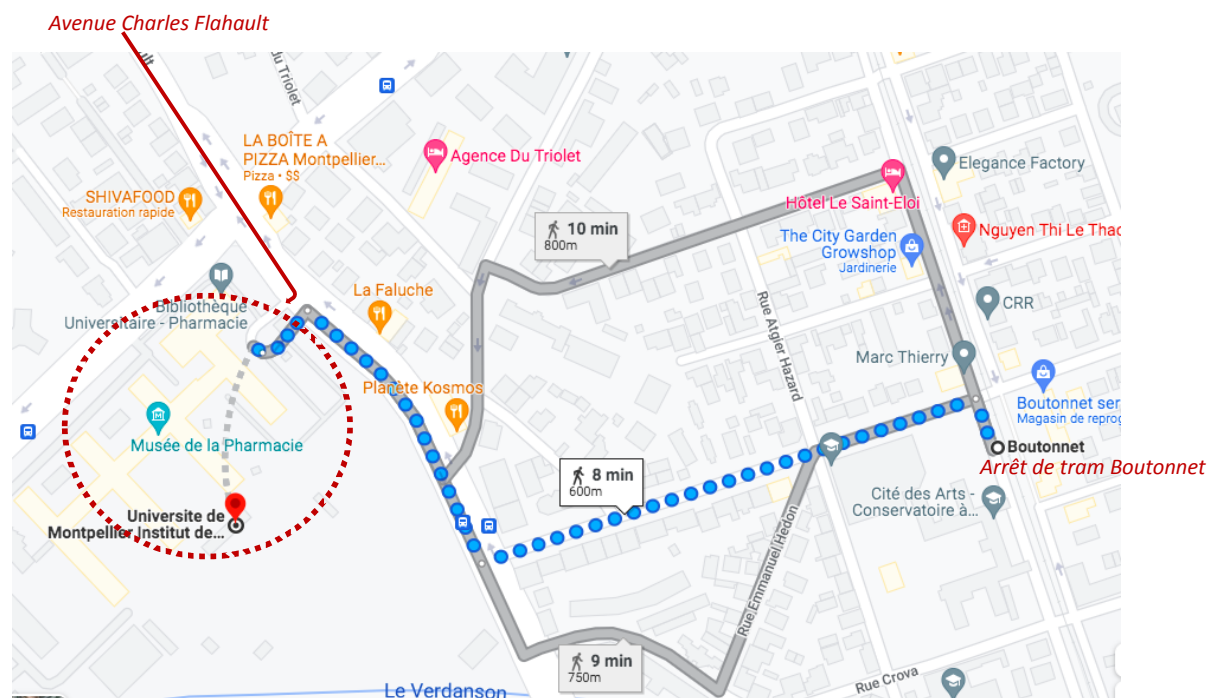 Avenue Charles Flahault
du Triolet
LA BOÎTE A
PIZZA Montpellier...
Pizza • $$
SHIVAFOOD
Restauration rapide
Agence Du Triolet
Elegance Factory
Hôtel Le Saint-Eloi
10 min
800m
The City Garden
Growshop
Jardinerie
Nguyen Thi Le Thao
La Faluche
Bibliothèque
Universitaire - Pharmacie
CRR
Rue Atgier Hazard
Marc Thierry
Planète Kosmos
Boutonnet ser
Magasin de reprog
Musée de la Pharmacie
Boutonnet
Arrêt de tram Boutonnet
8 min
600m
Cité des Arts -
Conservatoire à...
Universite de
Montpellier Institut de...
Rue Emmanuel Hédon
9 min
750m
Rue Crova
Le Verdanson